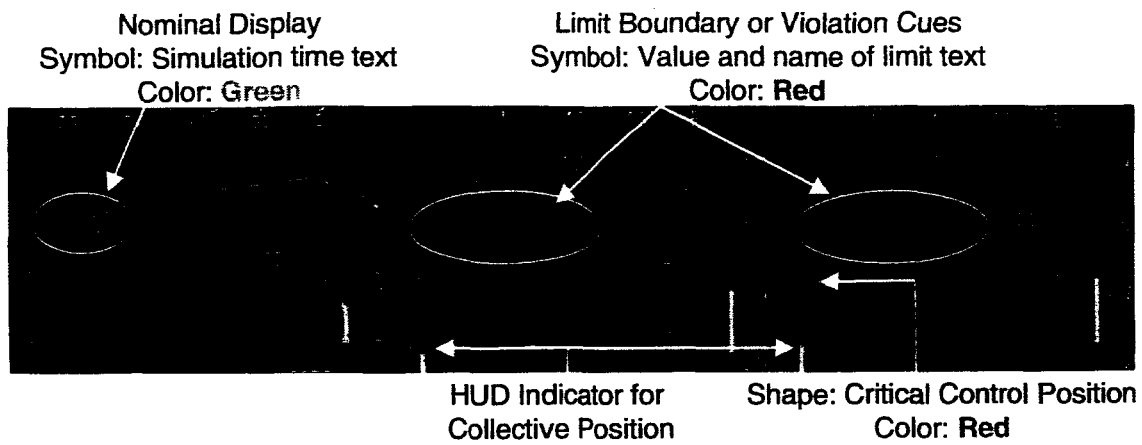 Nominal Display
Symbol: Simulation time text
Color: Green
Limit Boundary or Violation Cues
Symbol: Value and name of limit text
Color: Red
HUD Indicator for
Collective Position
Shape: Critical Control Position
Color: Red